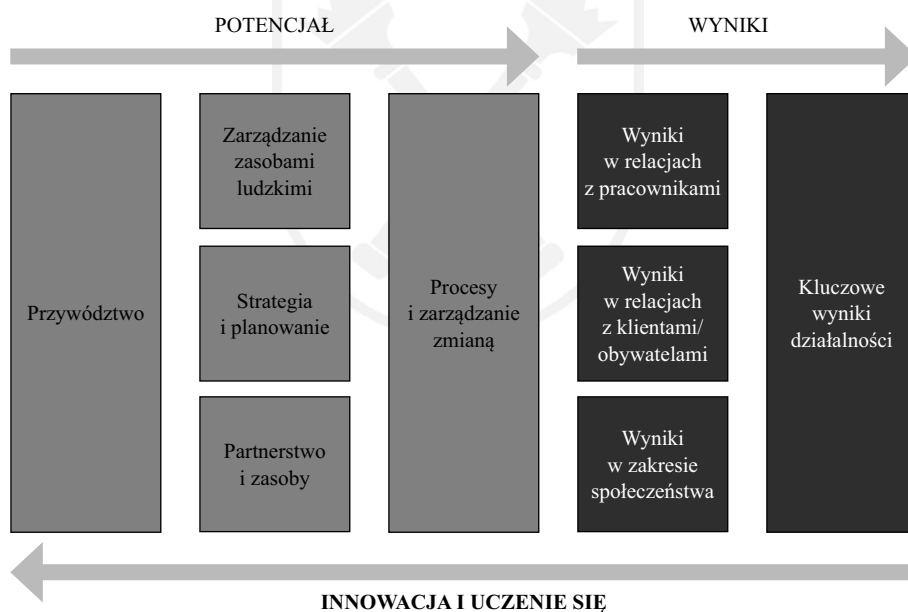 POTENCJAŁ
WYNIKI
Przywództwo
Zarządzanie
zasobami
ludzkimi
Strategia
i planowanie
Partnerstwo
i zasoby
Procesy
i zarządzanie
zmianą
Wyniki
w relacjach
z pracownikami
Wyniki
w relacjach
z klientami/
obywatelami
Wyniki
w zakresie
społeczeństwa
Kluczowe
wyniki
działalności
INNOWACJA I UCZENIE SIĘ